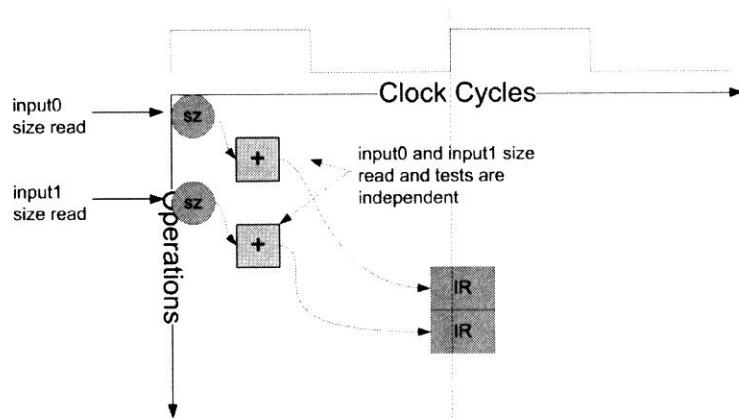 Clock Cycles
input0
size read
sz
+
input0 and input1 size
read and tests are
independent
input1
size read
sz
+
Operations
IR
IR